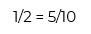 1/2 = 5/10